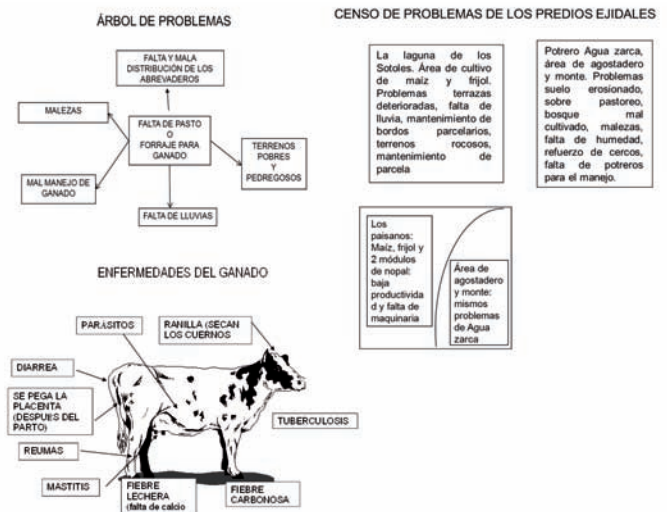 ÁRBOL DE PROBLEMAS
FALTA Y MALA
DISTRIBUCIÓN DE LOS
ABREVADEROS
MALEZAS
FALTA DE PASTO
O
FORRAJE PARA
GANADO
TERRENOS
POBRES
Y
PEDREGOSOS
MAL MANEJO DE
GANADO
FALTA DE LLUVIAS
CENSO DE PROBLEMAS DE LOS PREDIOS EJIDALES
La laguna de los
Sotoles. Área de cultivo
de maíz y frijol.
Problemas terrazas
deterioradas, falta de
lluvia, mantenimiento de
bordos parcelarios,
terrenos rocosos,
mantenimiento de
parcela
Potrero Agua zarca,
área de agostadero
y monte. Problemas
suelo erosionado,
sobre pastoreo,
bosque mal
cultivado, malezas,
falta de humedad,
refuerzo de cercos,
falta de potreros
para el manejo.
Los
paisanos:
Maíz, frijol y
2 módulos
de nopal:
baja
productivida
d y falta de
maquinaria
Área de
agostadero
y monte:
mismos
problemas
de Agua
zarca
ENFERMEDADES DEL GANADO
PARÁSITOS
RANILLA (SECAN
LOS CUERNOS
DIARREA
SE PEGA LA
PLACENTA
(DESPUES DEL
PARTO)
TUBERCULOSIS
REUMAS
MASTITIS
FIEBRE
LECHERA
(falta de calcio
FIEBRE
CARBONOSA